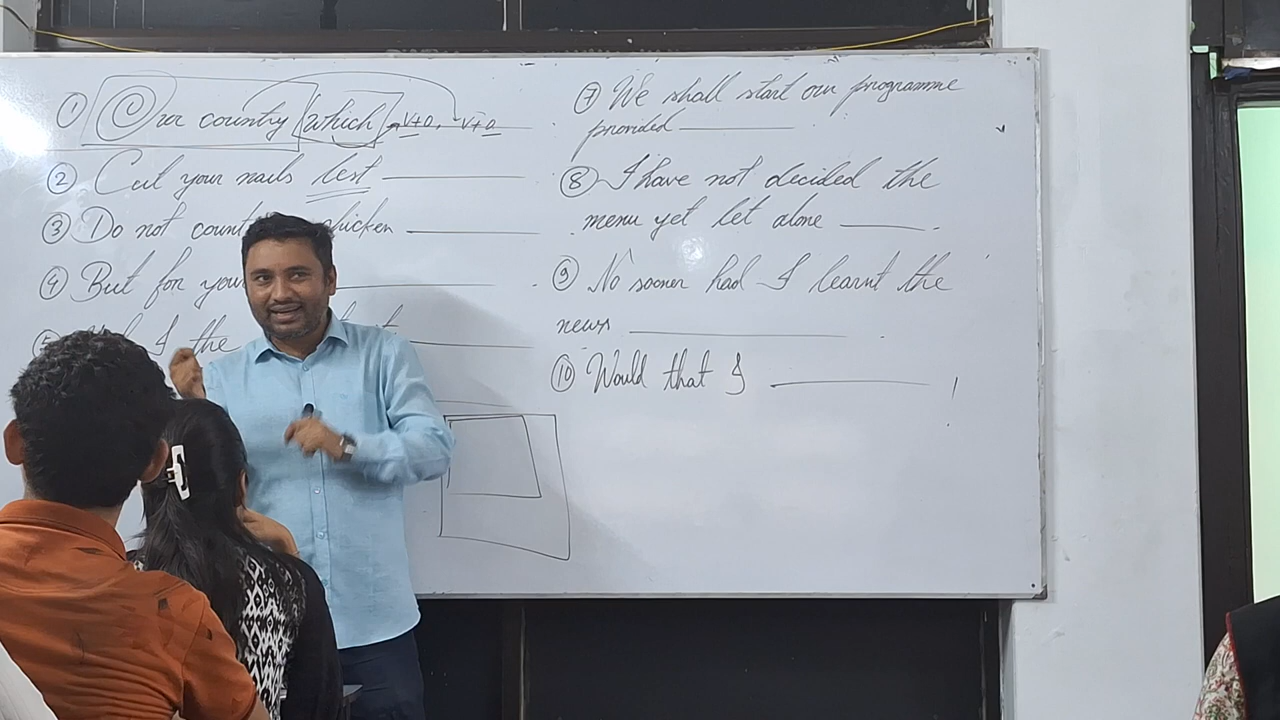 ① Our country which V+O, V+O
② Cut your nails lest
③ Do not count chicken
④ But for your
⑤ I the
⑦ We shall start our programme
provided
⑧ I have not decided the
menu yet let alone .
⑨ No sooner had I learnt the
news .
⑩ Would that I !